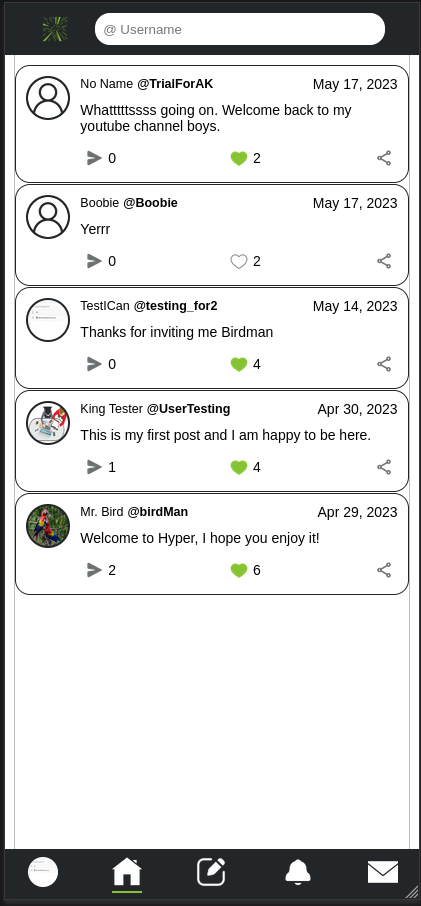 @ Username
No Name @TrialForAK May 17, 2023
Whatttttssss going on. Welcome back to my
youtube channel boys.
0 2
Boobie @Boobie May 17, 2023
Yerrr
0 2
TestICan @testing_for2 May 14, 2023
Thanks for inviting me Birdman
0 4
King Tester @UserTesting Apr 30, 2023
This is my first post and I am happy to be here.
1 4
Mr. Bird @birdMan Apr 29, 2023
Welcome to Hyper, I hope you enjoy it!
2 6